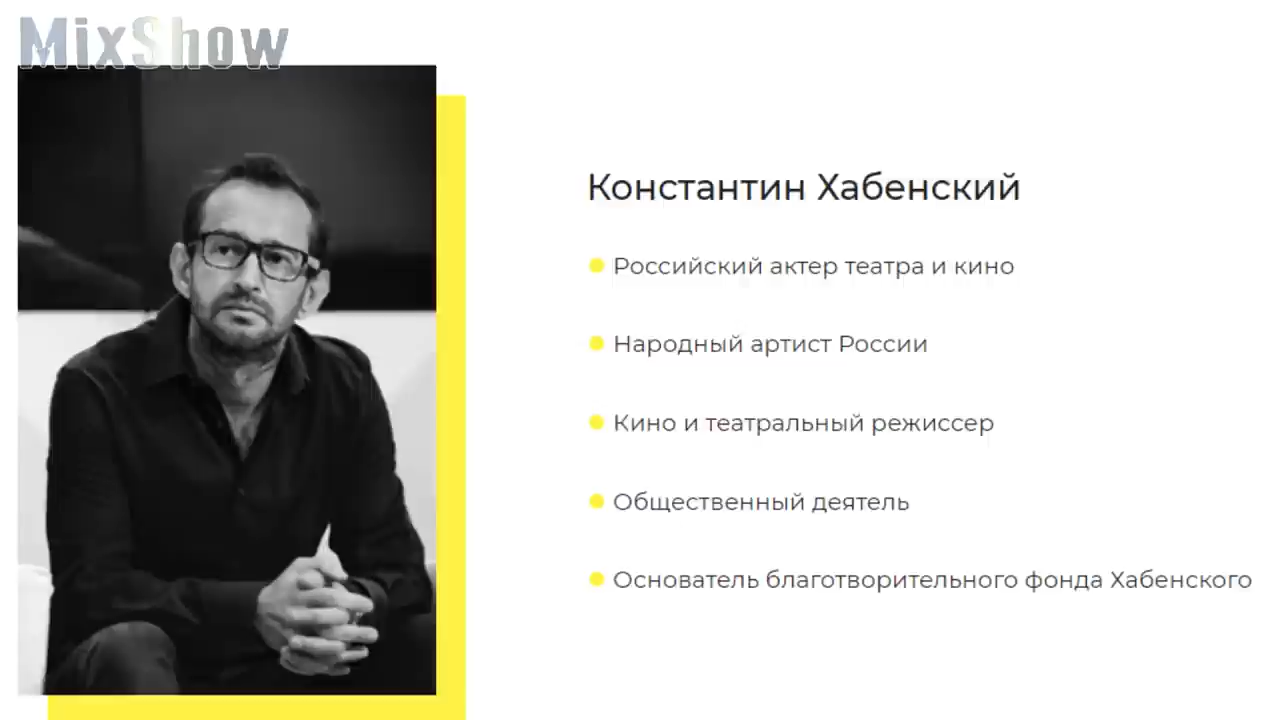 MixShow
Константин Хабенский
Российский актер театра и кино
Народный артист России
Кино и театральный режиссер
Общественный деятель
Основатель благотворительного фонда Хабенского